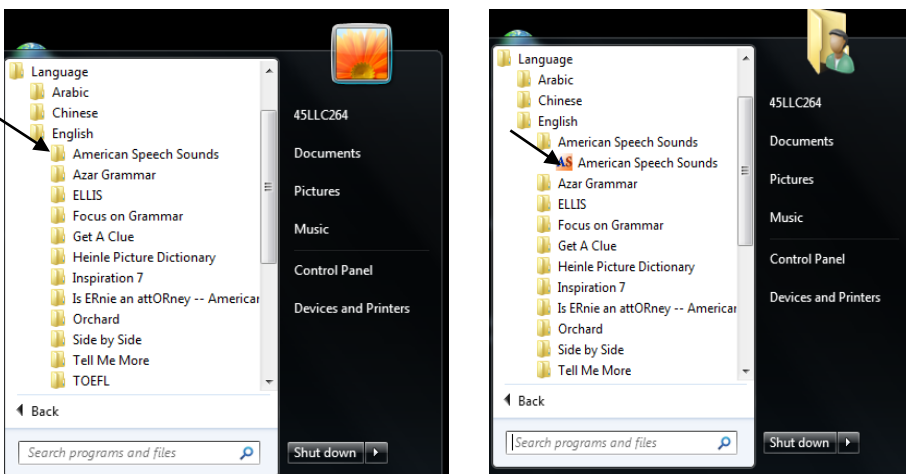 Language
Arabic
Chinese
English
American Speech Sounds
Azar Grammar
ELLIS
Focus on Grammar
Get A Clue
Heinle Picture Dictionary
Inspiration 7
Is ERnie an attORney -- American
Orchard
Side by Side
Tell Me More
TOEFL
Back
Search programs and files
45LLC264
Documents
Pictures
Music
Control Panel
Devices and Printers
Shut down
Language
Arabic
Chinese
English
American Speech Sounds
AS American Speech Sounds
Azar Grammar
ELLIS
Focus on Grammar
Get A Clue
Heinle Picture Dictionary
Inspiration 7
Is ERnie an attORney -- American
Orchard
Side by Side
Tell Me More
Back
Search programs and files
45LLC264
Documents
Pictures
Music
Control Panel
Devices and Printers
Shut down